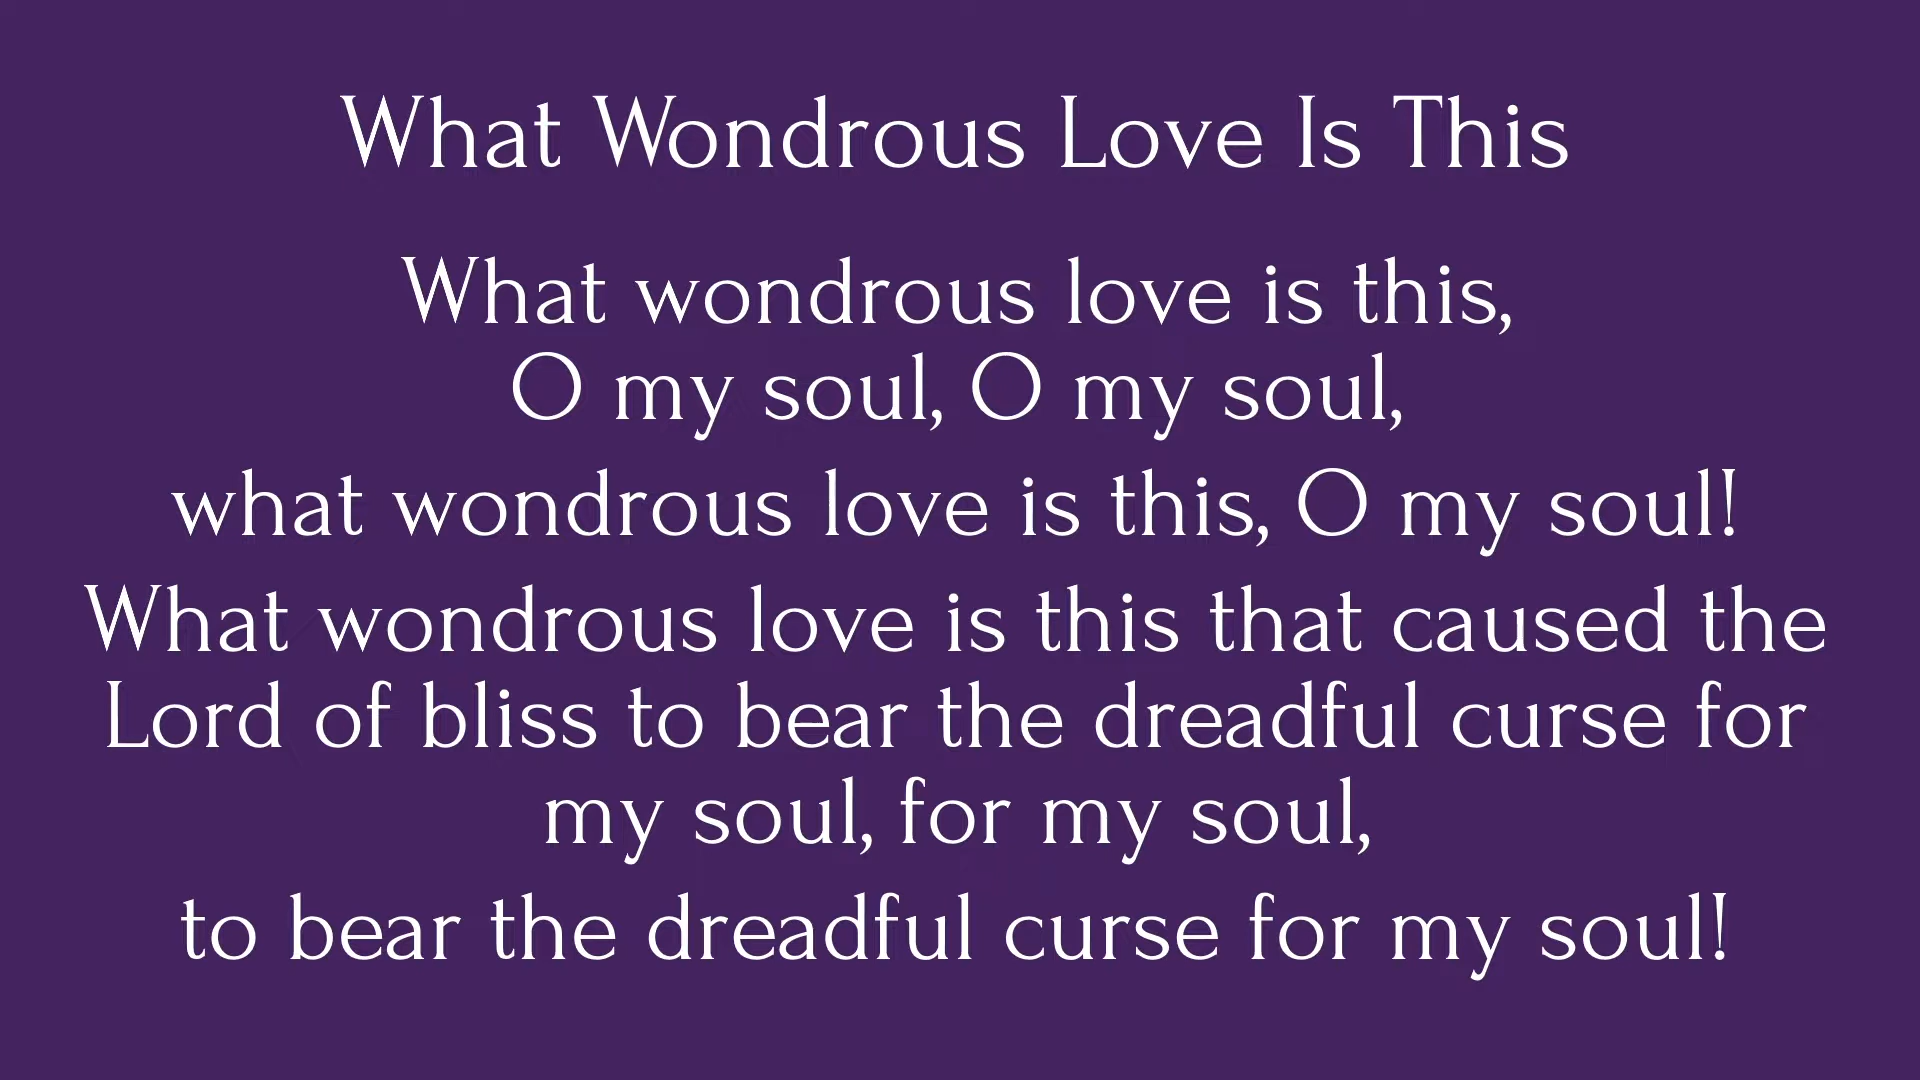 What Wondrous Love Is This
What wondrous love is this,
O my soul, O my soul,
what wondrous love is this, O my soul!
What wondrous love is this that caused the
Lord of bliss to bear the dreadful curse for
my soul, for my soul,
to bear the dreadful curse for my soul!